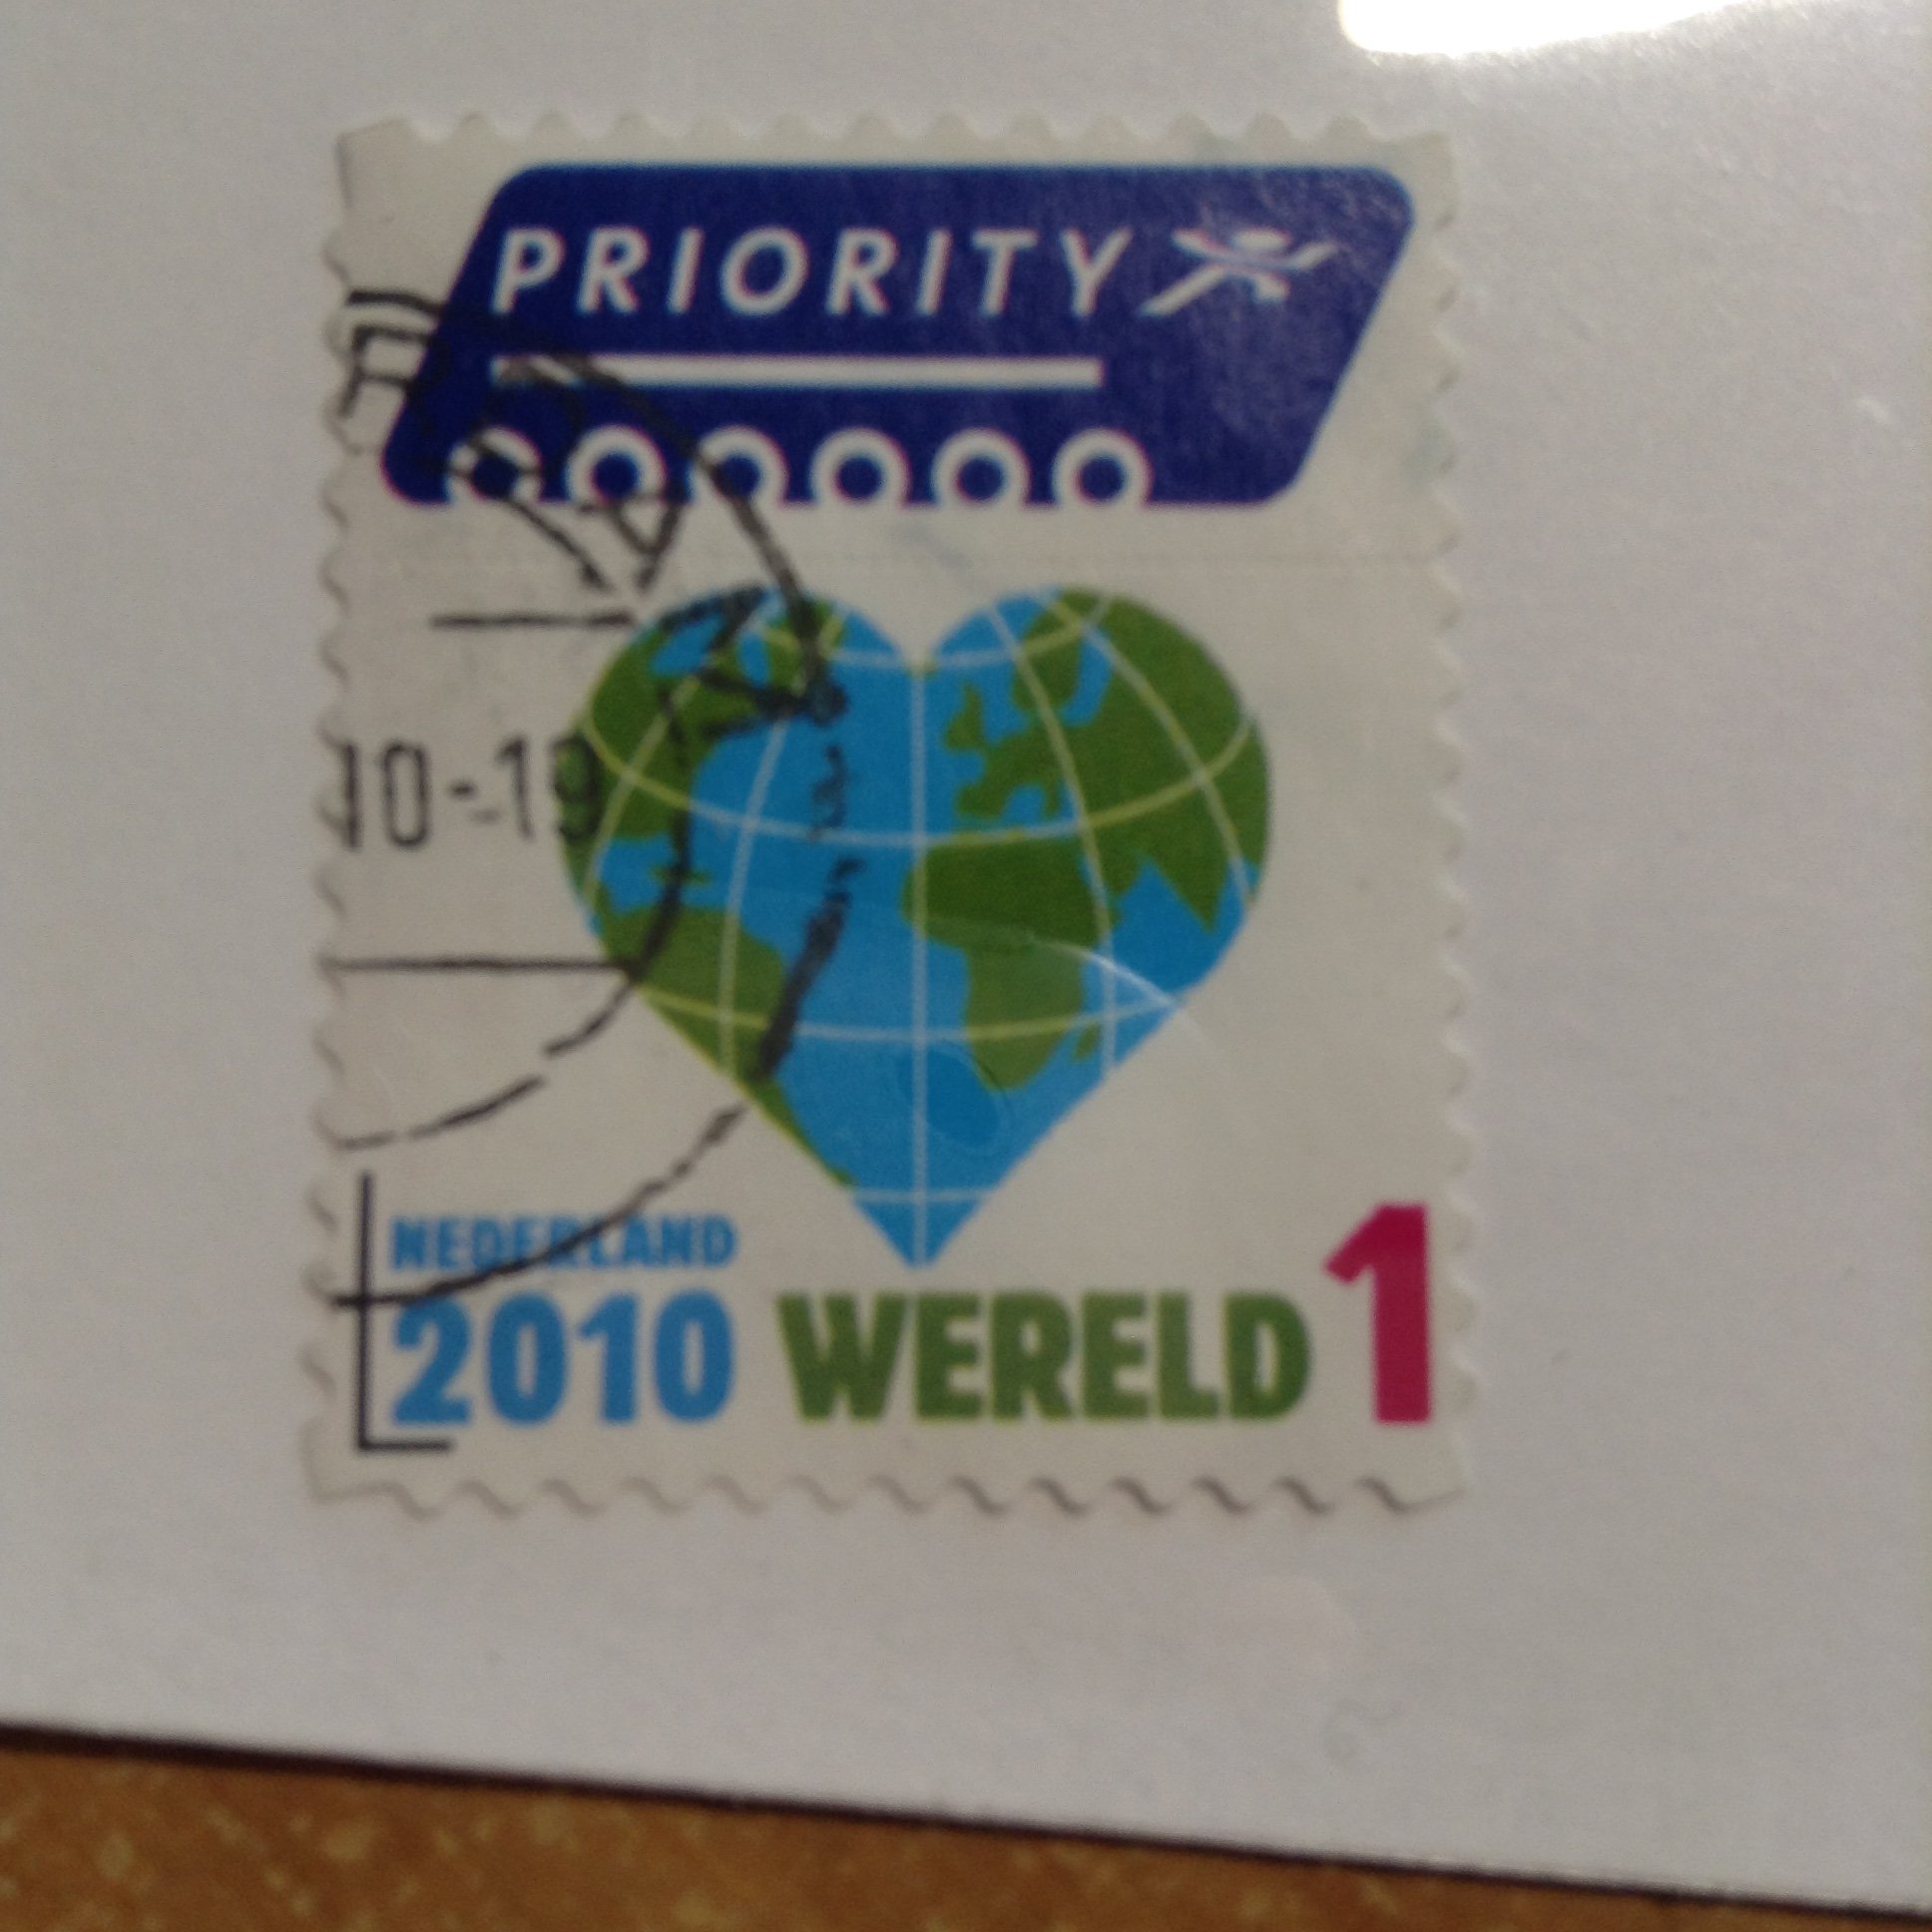 PRIORITY
10-19
NEDERLAND
2010 WERELD 1